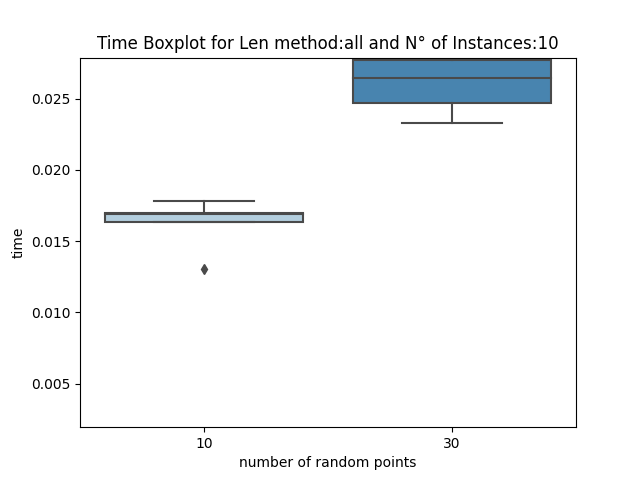 Time Boxplot for Len method:all and N° of Instances:10
0.025
0.020
0.015
0.010
0.005
time
10 30
number of random points